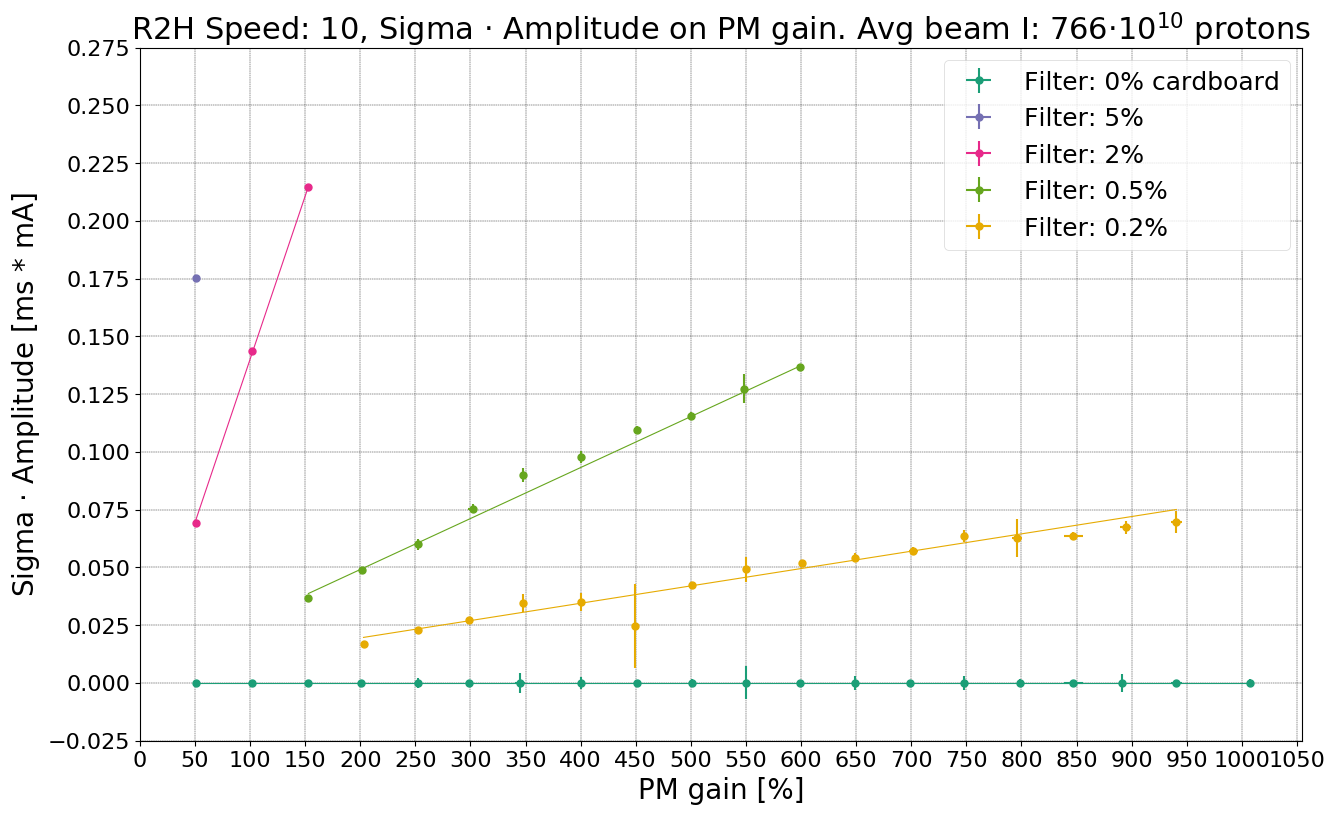 R2H Speed: 10, Sigma · Amplitude on PM gain. Avg beam I: 766·10¹⁰ protons
0.275
0.250
0.225
0.200
0.175
0.150
0.125
0.100
0.075
0.050
0.025
0.000
−0.025
Sigma · Amplitude [ms * mA]
Filter: 0% cardboard
Filter: 5%
Filter: 2%
Filter: 0.5%
Filter: 0.2%
0 50 100 150 200 250 300 350 400 450 500 550 600 650 700 750 800 850 900 950 1000 1050
PM gain [%]